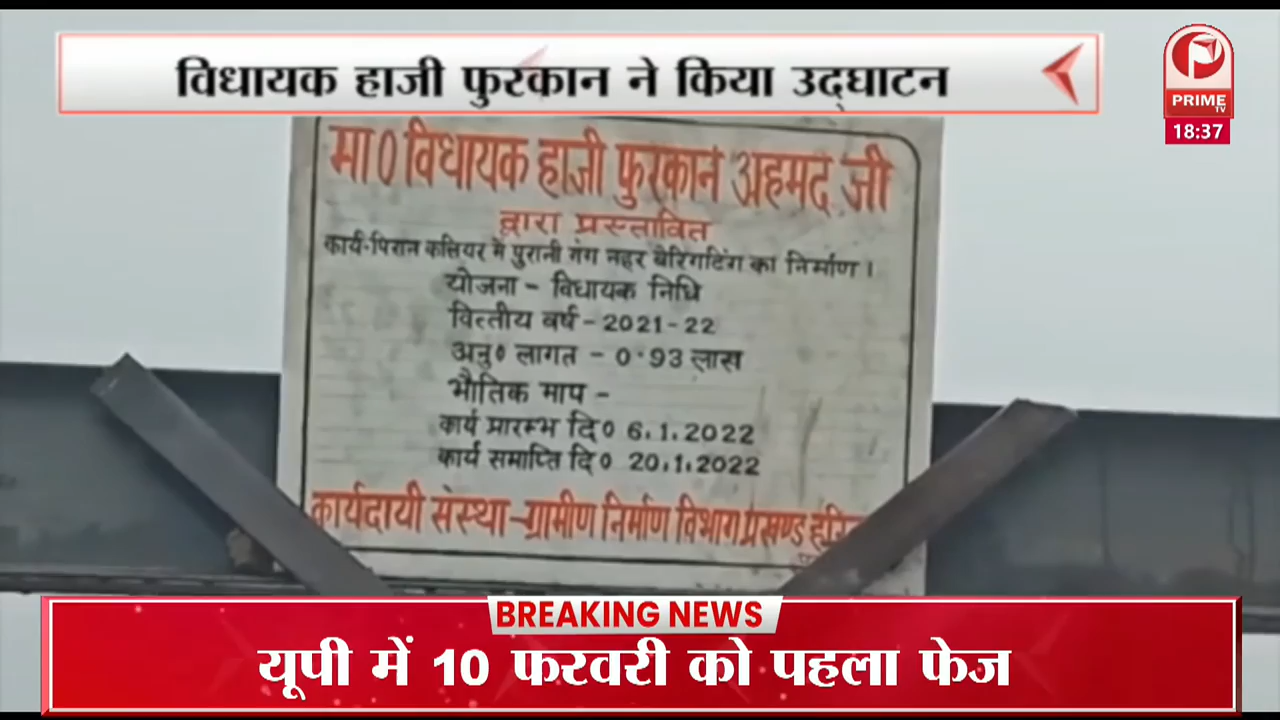 विधायक हाजी फुरकान ने किया उद्घाटन
PRIME
TV
18:37
मा0 विधायक हाजी फुरकान अहमद जी
द्वारा प्रस्तावित
कार्य-पिरान कलियर मे पुरानी गंग नहर बैरिगटिंग का निर्माण ।
योजना - विधायक निधि
वित्तीय वर्ष - 2021-22
अनु0 लागत - 0.93 लाख
भौतिक माप -
कार्य प्रारम्भ दि0 6.1.2022
कार्य समाप्ति दि0 20.1.2022
कार्यदायी संस्था - ग्रामीण निर्माण विभाग प्रखण्ड
BREAKING NEWS
यूपी में 10 फरवरी को पहला फेज